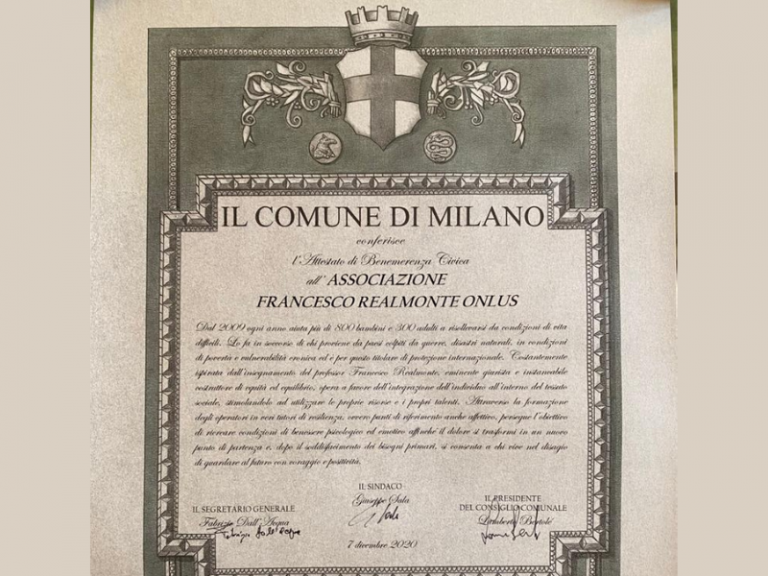 IL COMUNE DI MILANO
conferisce
l'Attestato di Benemerenza Civica
all' ASSOCIAZIONE
FRANCESCO REALMONTE ONLUS
Dal 2009 ogni anno aiuta più di 800 bambini e 300 adulti a risollevarsi da condizioni di vita
difficili. Lo fa in soccorso di chi proviene da paesi colpiti da guerre, disastri naturali, in condizioni
di povertà e vulnerabilità cronica ed è per questo titolare di protezione internazionale. Costantemente
ispirata dall'insegnamento del professor Francesco Realmonte, eminente giurista e instancabile
costruttore di equità ed equilibrio, opera a favore dell'integrazione dell'individuo all'interno del tessuto
sociale, stimolandolo ad utilizzare le proprie risorse e i propri talenti. Attraverso la formazione
degli operatori in veri tutori di resilienza, ovvero punti di riferimento anche affettivo, persegue l'obiettivo
di ricreare condizioni di benessere psicologico ed emotivo affinché il dolore si trasformi in un nuovo
punto di partenza e, dopo il soddisfacimento dei bisogni primari, si consenta a chi vive nel disagio
di guardare il futuro con coraggio e positività.
IL SINDACO
Giuseppe Sala
IL SEGRETARIO GENERALE
Fabrizio Dall'Acqua
IL PRESIDENTE
DEL CONSIGLIO COMUNALE
Lamberto Bertolé
7 dicembre 2020